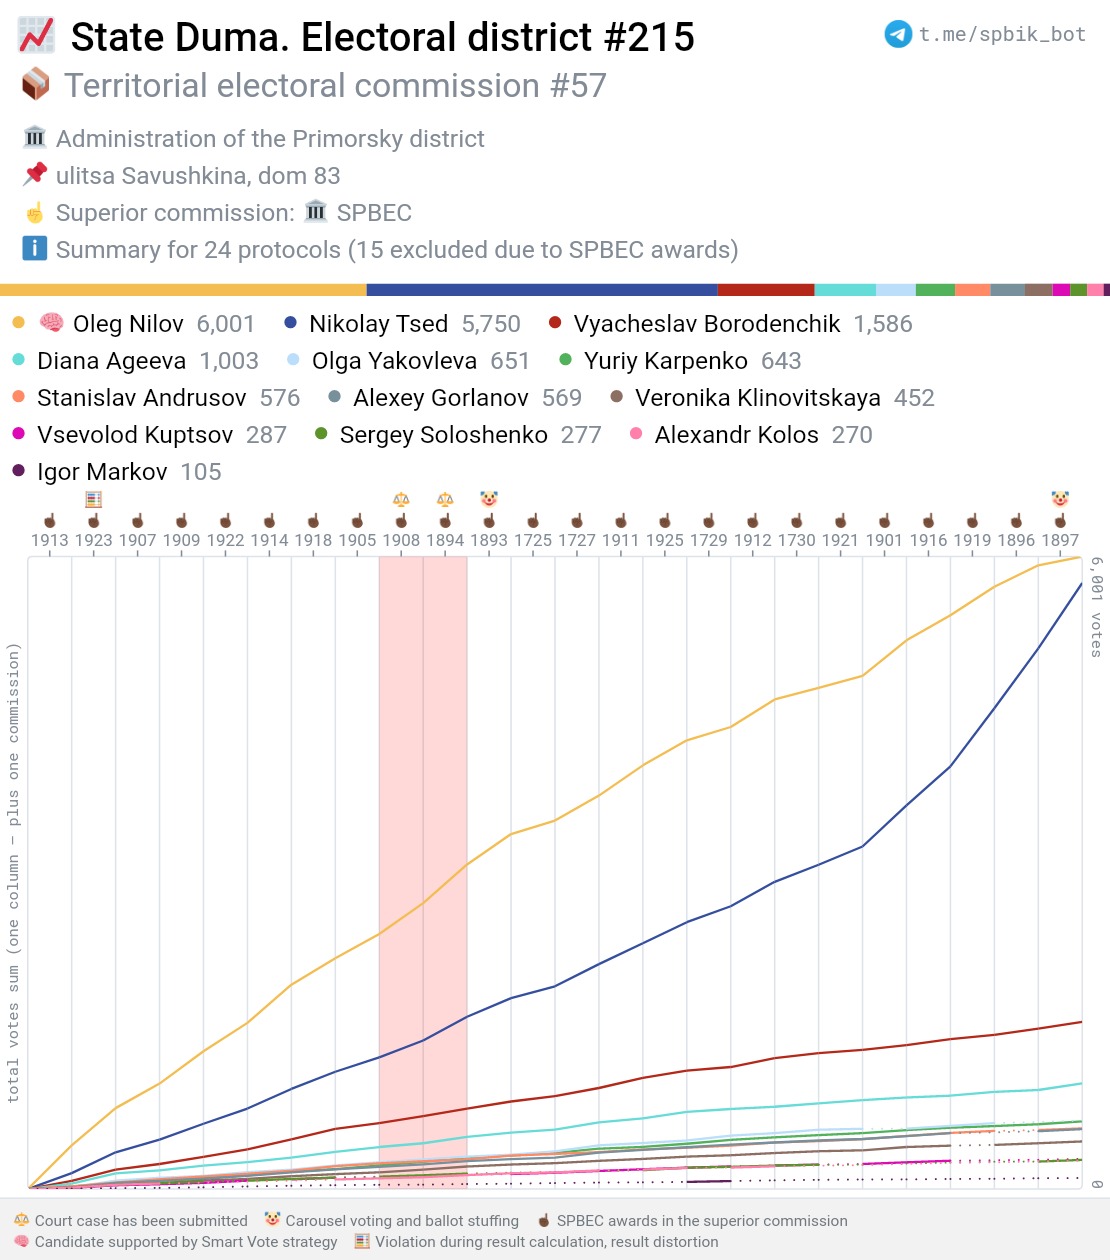 State Duma. Electoral district #215
t.me/spbik_bot
Territorial electoral commission #57
Administration of the Primorsky district
ulitsa Savushkina, dom 83
Superior commission: SPBEC
Summary for 24 protocols (15 excluded due to SPBEC awards)
Oleg Nilov 6,001 Nikolay Tsed 5,750 Vyacheslav Borodenchik 1,586
Diana Ageeva 1,003 Olga Yakovleva 651 Yuriy Karpenko 643
Stanislav Andrusov 576 Alexey Gorlanov 569 Veronika Klinovitskaya 452
Vsevolod Kuptsov 287 Sergey Soloshenko 277 Alexandr Kolos 270
Igor Markov 105
1913 1923 1907 1909 1922 1914 1918 1905 1908 1894 1893 1725 1727 1911 1925 1729 1912 1730 1921 1901 1916 1919 1896 1897
6,001 votes
total votes sum (one column – plus one commission)
0
Court case has been submitted Carousel voting and ballot stuffing SPBEC awards in the superior commission
Candidate supported by Smart Vote strategy Violation during result calculation, result distortion